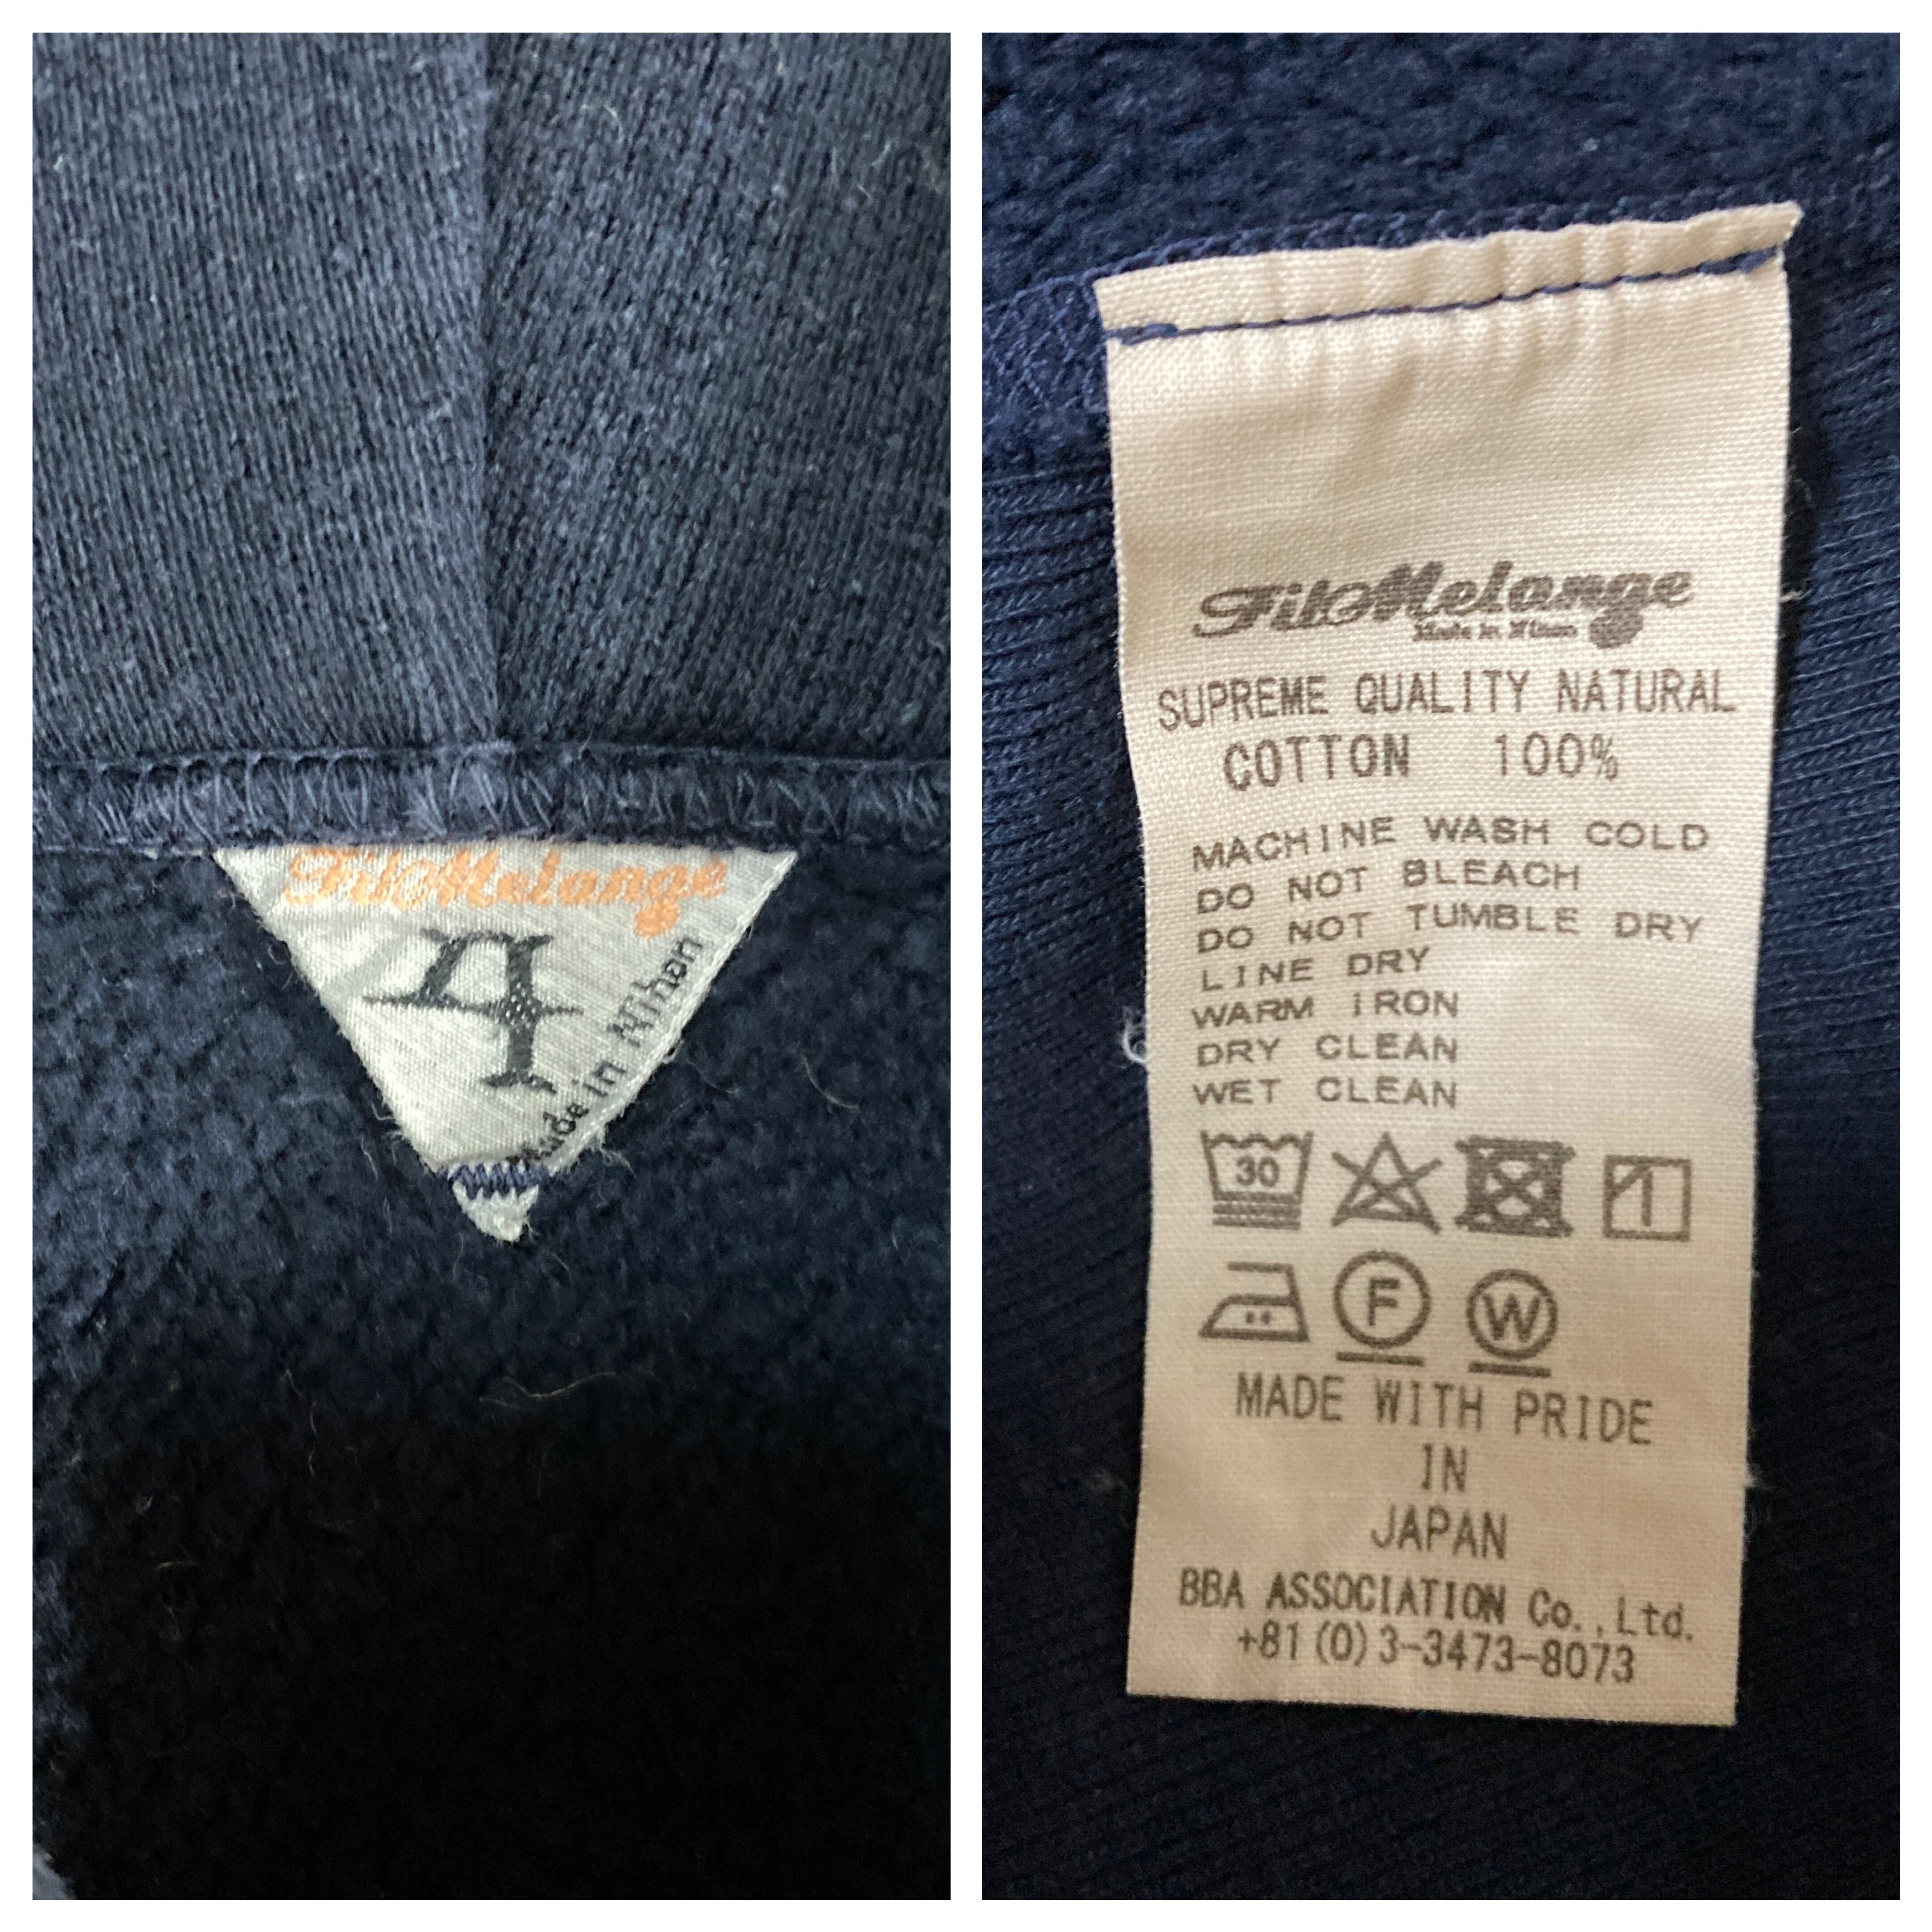 FilMelange
4
Made in Nihon
FilMelange
Made in Nihon
SUPREME QUALITY NATURAL
COTTON 100%
MACHINE WASH COLD
DO NOT BLEACH
DO NOT TUMBLE DRY
LINE DRY
WARM IRON
DRY CLEAN
WET CLEAN
30
F W
MADE WITH PRIDE
IN
JAPAN
BBA ASSOCIATION Co.,Ltd.
+81(0)3-3473-8073